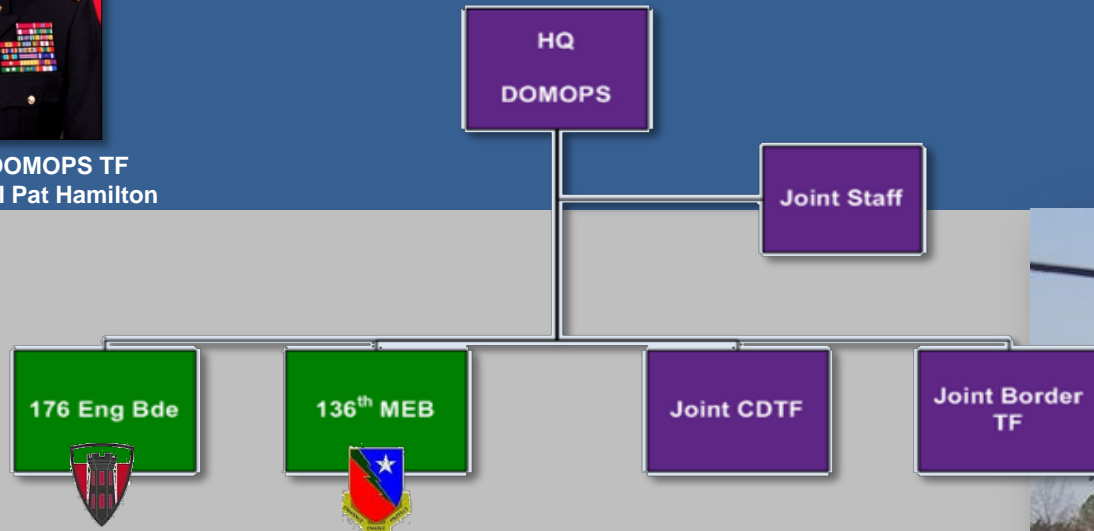 HQ
DOMOPS
DOMOPS TF
Pat Hamilton
Joint Staff
176 Eng Bde
136th MEB
Joint CDTF
Joint Border
TF